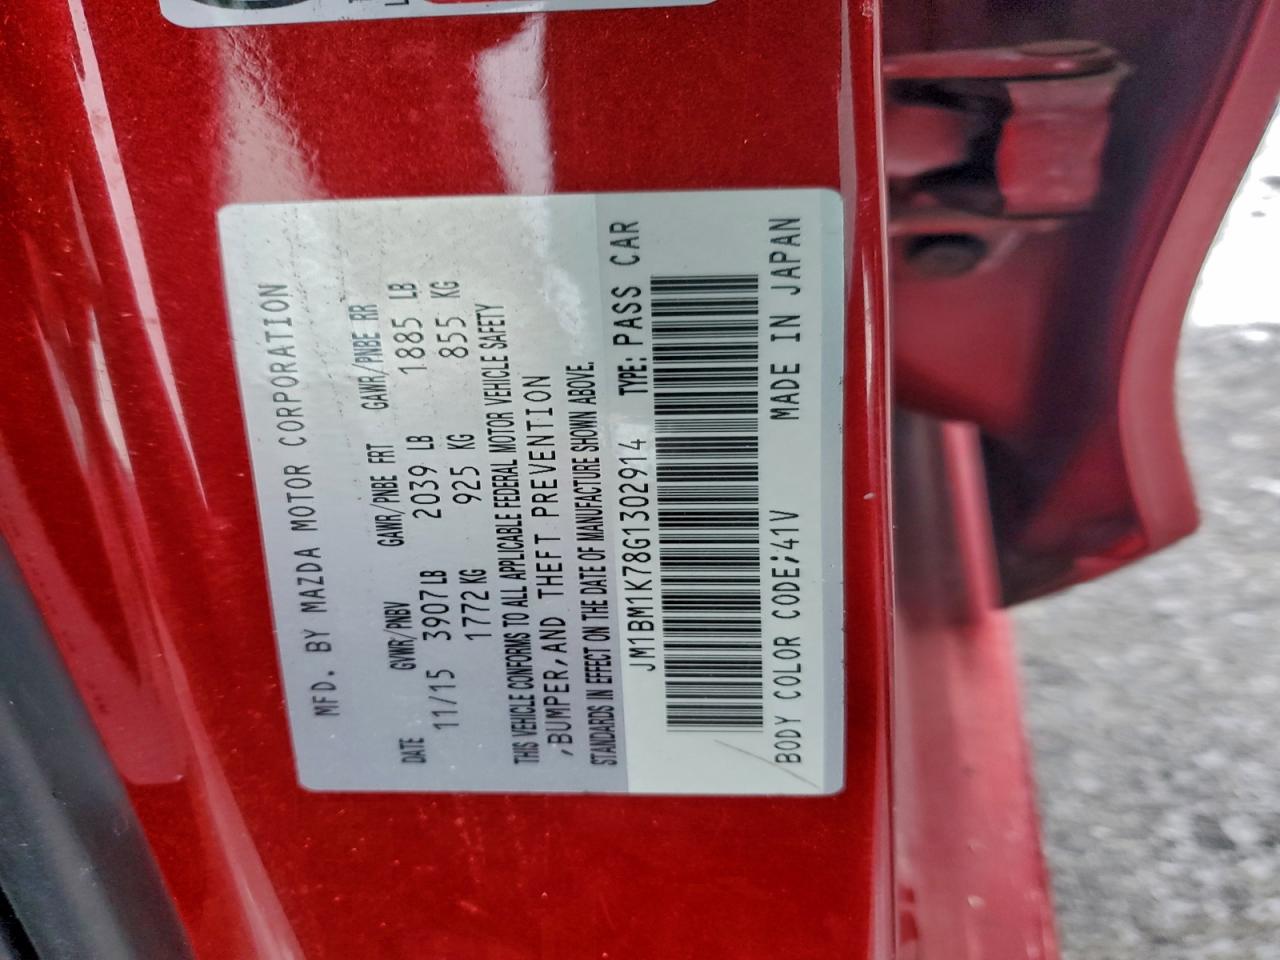 MFD. BY MAZDA MOTOR CORPORATION
DATE GVWR/PNBV GAWR/PNBE FRT GAWR/PNBE RR
11/15 3907 LB 2039 LB 1885 LB
1772 KG 925 KG 855 KG
THIS VEHICLE CONFORMS TO ALL APPLICABLE FEDERAL MOTOR VEHICLE SAFETY
,BUMPER,AND THEFT PREVENTION
STANDARDS IN EFFECT ON THE DATE OF MANUFACTURE SHOWN ABOVE.
JM1BM1K78G1302914 TYPE: PASS CAR
BODY COLOR CODE;41V MADE IN JAPAN